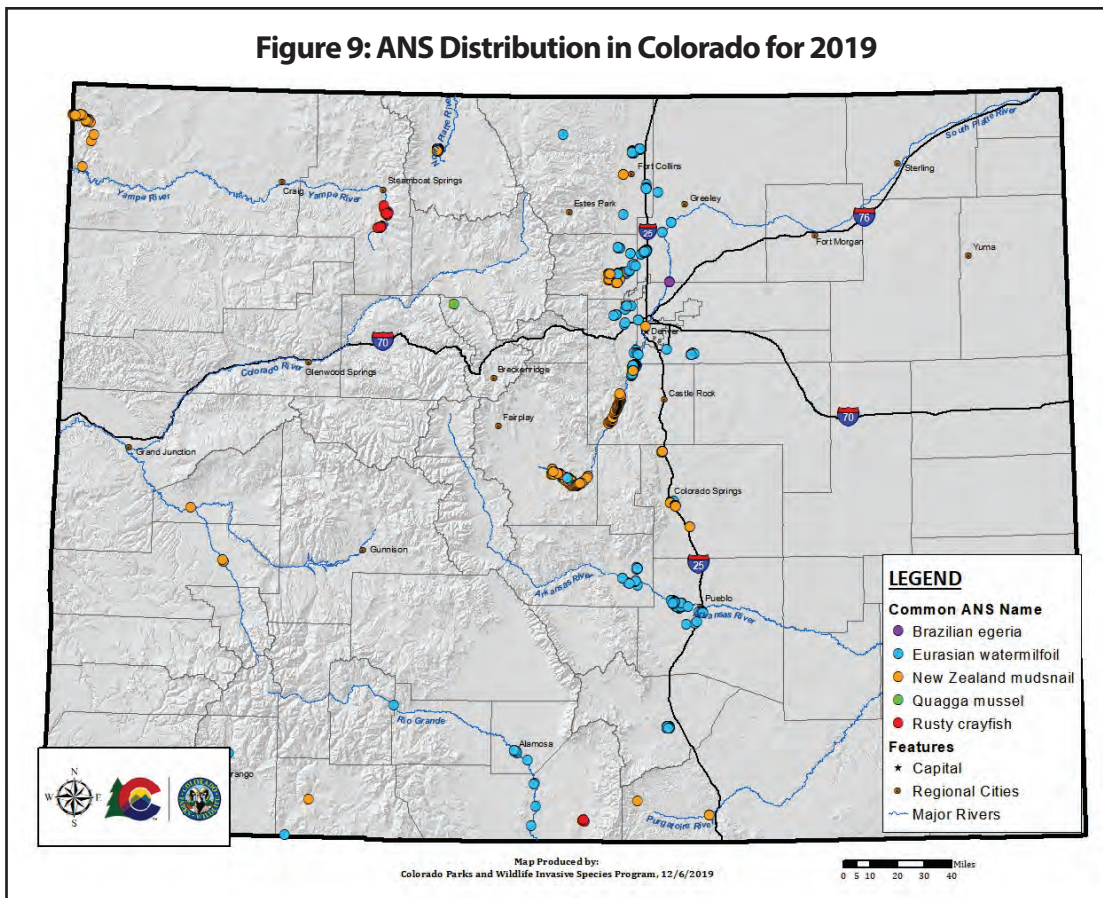 Figure 9: ANS Distribution in Colorado for 2019
South Platte River
Sterling
Fort Collins
Steamboat Springs
Craig
Yampa River
Yampa River
Estes Park
Greeley
25
76
Fort Morgan
Yuma
Denver
70
Glenwood Springs
Colorado River
Breckenridge
Castle Rock
70
Fairplay
Grand Junction
Colorado Springs
Gunnison
25
Arkansas River
Pueblo
Arkansas River
Rio Grande
Alamosa
Purgatoire River
LEGEND
Common ANS Name
Brazilian egeria
Eurasian watermilfoil
New Zealand mudsnail
Quagga mussel
Rusty crayfish
Features
Capital
Regional Cities
Major Rivers
N
W E
S
Map Produced by:
Colorado Parks and Wildlife Invasive Species Program, 12/6/2019
Miles
0 5 10 20 30 40